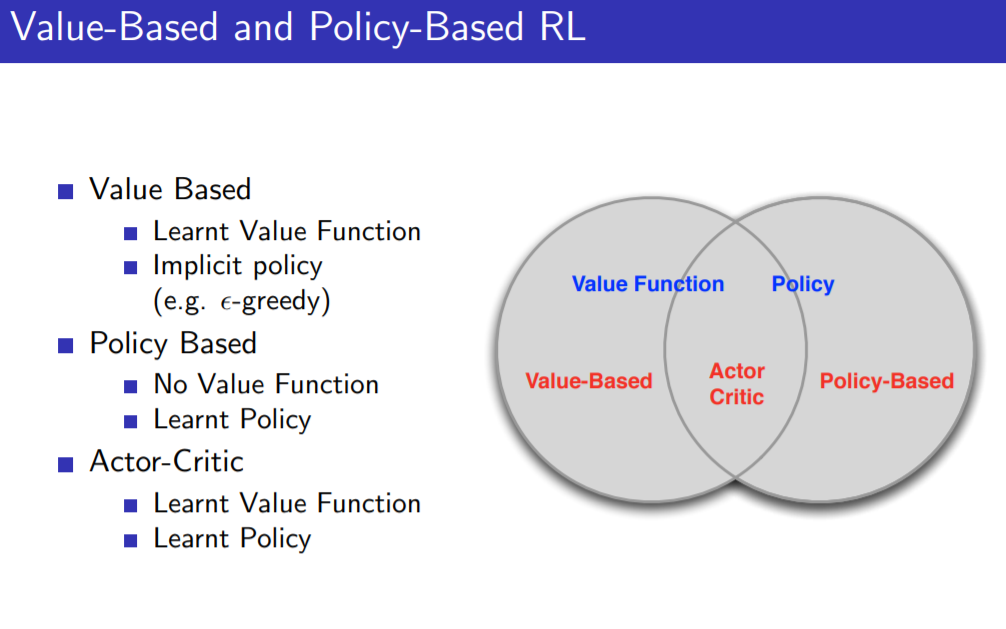 Value-Based and Policy-Based RL
Value Based
Learnt Value Function
Implicit policy
(e.g. ϵ-greedy)
Policy Based
No Value Function
Learnt Policy
Actor-Critic
Learnt Value Function
Learnt Policy
Value Function
Policy
Value-Based
Actor
Critic
Policy-Based